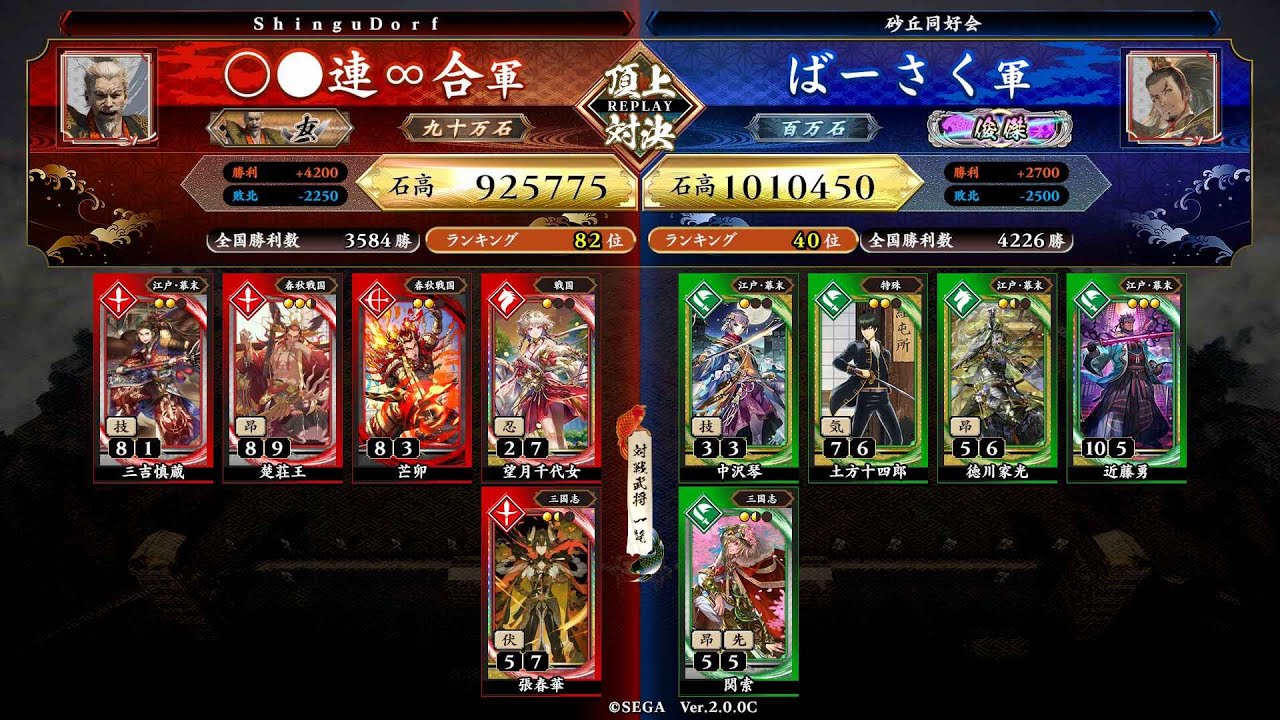 ShinguDorf
砂丘同好会
○●連∞合軍
頂上
REPLAY
対決
ばーさく軍
九十万石
百万石
俊傑
勝利 +4200
敗北 -2250
石高 925775
石高 1010450
勝利 +2700
敗北 -2500
全国勝利数 3584勝
ランキング 82位
ランキング 40位
全国勝利数 4226勝
江戸・幕末
春秋戦国
春秋戦国
戦国
江戸・幕末
特殊
江戸・幕末
江戸・幕末
屯所
技
昂
忍
技
気
昂
8 1
8 9
8 3
2 7
3 3
7 6
5 6
10 5
三吉慎蔵
楚荘王
芒卯
望月千代女
中沢琴
土方十四郎
徳川家光
近藤勇
対戦武将一覧
三国志
三国志
伏
昂 先
5 7
5 5
張春華
関索
©SEGA Ver.2.0.0C